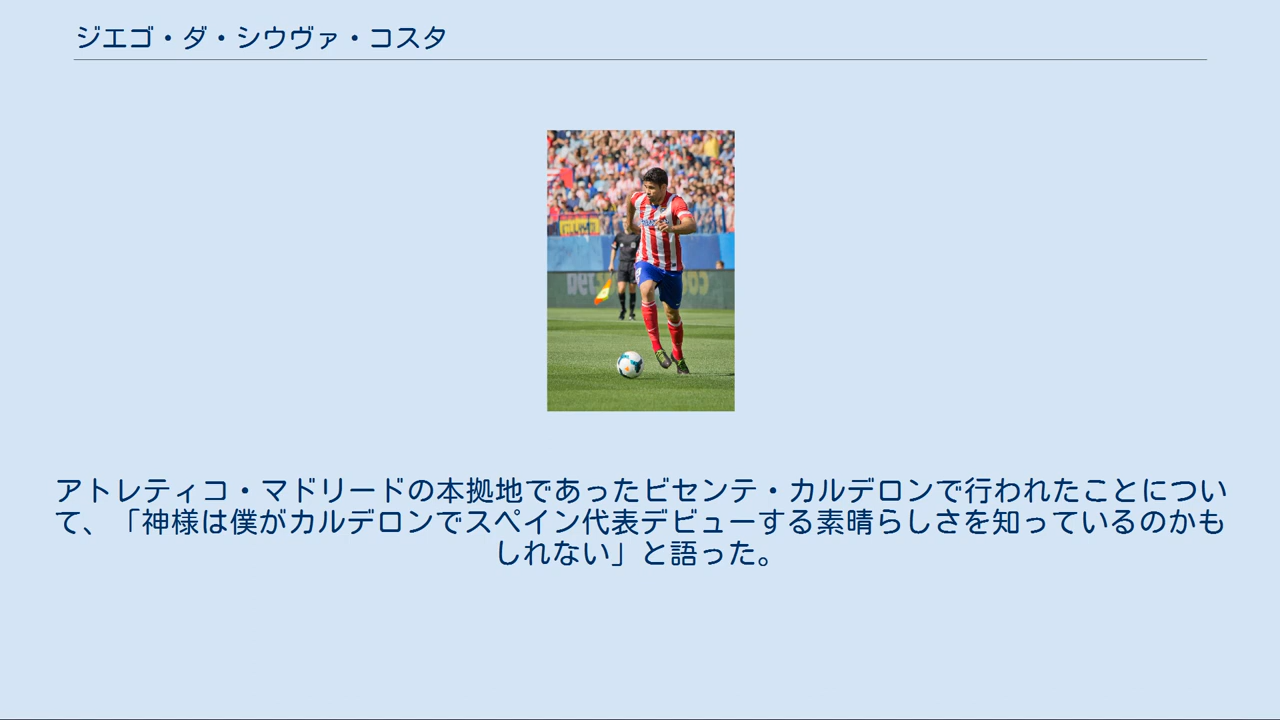 ジエゴ・ダ・シウヴァ・コスタ
アトレティコ・マドリードの本拠地であったビセンテ・カルデロンで行われたことについ
て、「神様は僕がカルデロンでスペイン代表デビューする素晴らしさを知っているのかも
しれない」と語った。